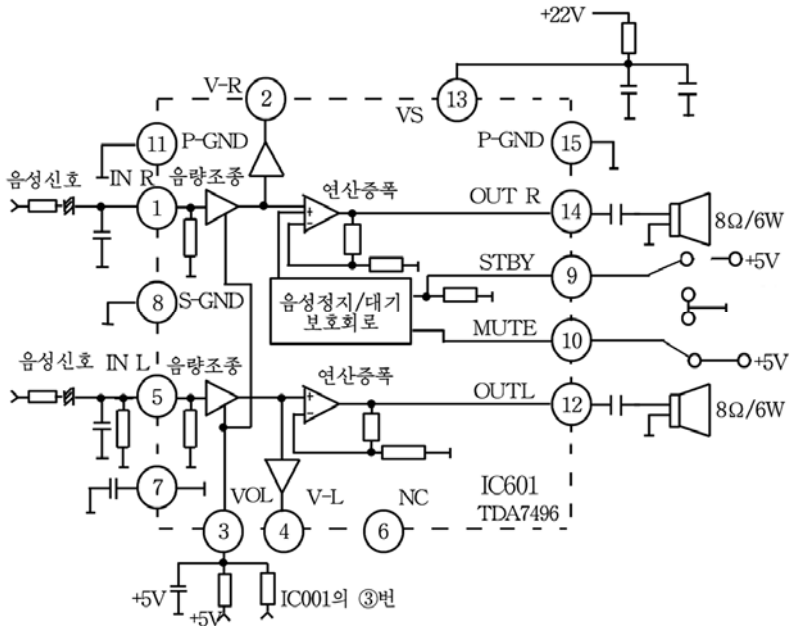 +22V
V-R
2
VS
13
11
P-GND
P-GND
15
음성신호
IN R
음량조종
연산증폭
OUT R
1
+
−
14
8Ω/6W
STBY
9
+5V
8
S-GND
음성정지/대기
보호회로
MUTE
10
+5V
음성신호
IN L
음량조종
연산증폭
OUTL
5
+
−
12
8Ω/6W
7
VOL
V-L
NC
IC601
TDA7496
3
4
6
+5V
+5V
IC001의 ③번